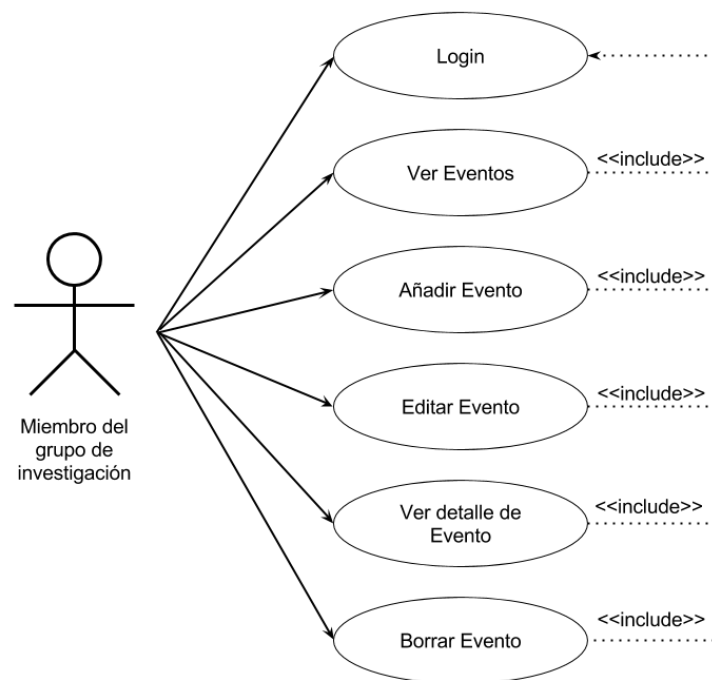 Login
Ver Eventos
<<include>>
Añadir Evento
<<include>>
Editar Evento
<<include>>
Miembro del
grupo de
investigación
Ver detalle de
Evento
<<include>>
Borrar Evento
<<include>>